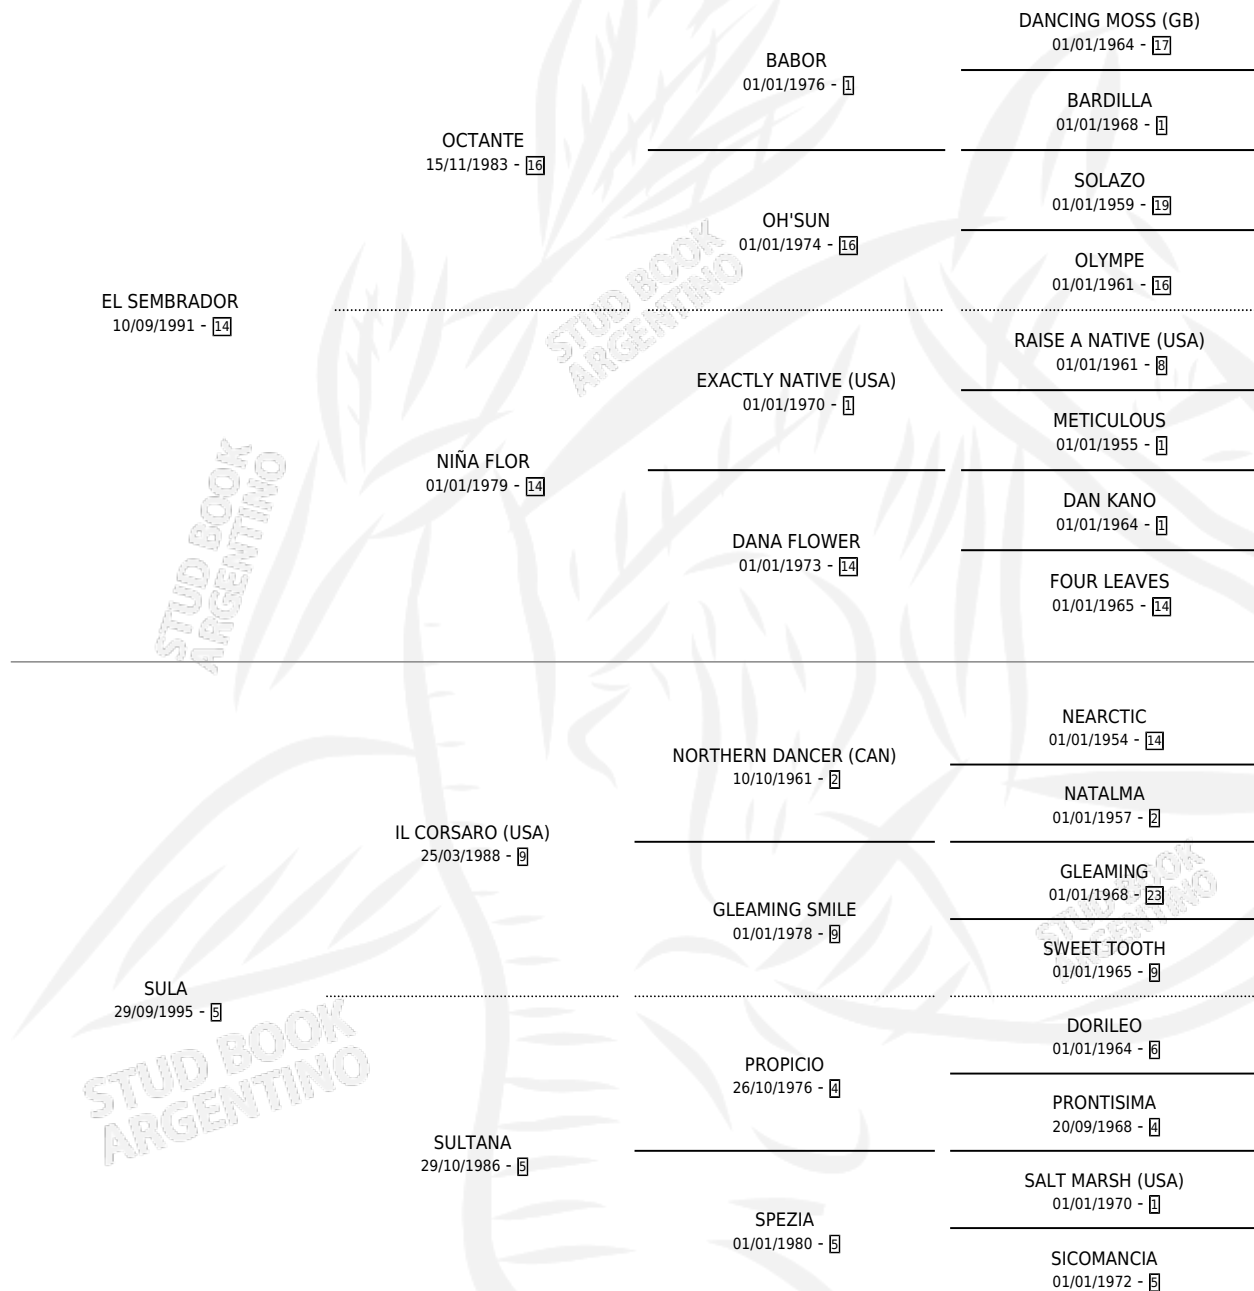 DANCING MOSS (GB)
01/01/1964 - 17
BABOR
01/01/1976 - 1
BARDILLA
01/01/1968 - 1
OCTANTE
15/11/1983 - 16
SOLAZO
01/01/1959 - 19
OH'SUN
01/01/1974 - 16
OLYMPE
01/01/1961 - 16
EL SEMBRADOR
10/09/1991 - 14
RAISE A NATIVE (USA)
01/01/1961 - 8
EXACTLY NATIVE (USA)
01/01/1970 - 1
METICULOUS
01/01/1955 - 1
NIÑA FLOR
01/01/1979 - 14
DAN KANO
01/01/1964 - 1
DANA FLOWER
01/01/1973 - 14
FOUR LEAVES
01/01/1965 - 14
NEARCTIC
01/01/1954 - 14
NORTHERN DANCER (CAN)
10/10/1961 - 2
NATALMA
01/01/1957 - 2
IL CORSARO (USA)
25/03/1988 - 9
GLEAMING
01/01/1968 - 23
GLEAMING SMILE
01/01/1978 - 9
SWEET TOOTH
01/01/1965 - 9
SULA
29/09/1995 - 5
DORILEO
01/01/1964 - 6
PROPICIO
26/10/1976 - 4
PRONTISIMA
20/09/1968 - 4
SULTANA
29/10/1986 - 5
SALT MARSH (USA)
01/01/1970 - 1
SPEZIA
01/01/1980 - 5
SICOMANCIA
01/01/1972 - 5
STUD BOOK
ARGENTINO
STUD BOOK
ARGENTINO
STUD BOOK
ARGENTINO
STUD BOOK
ARGENTINO